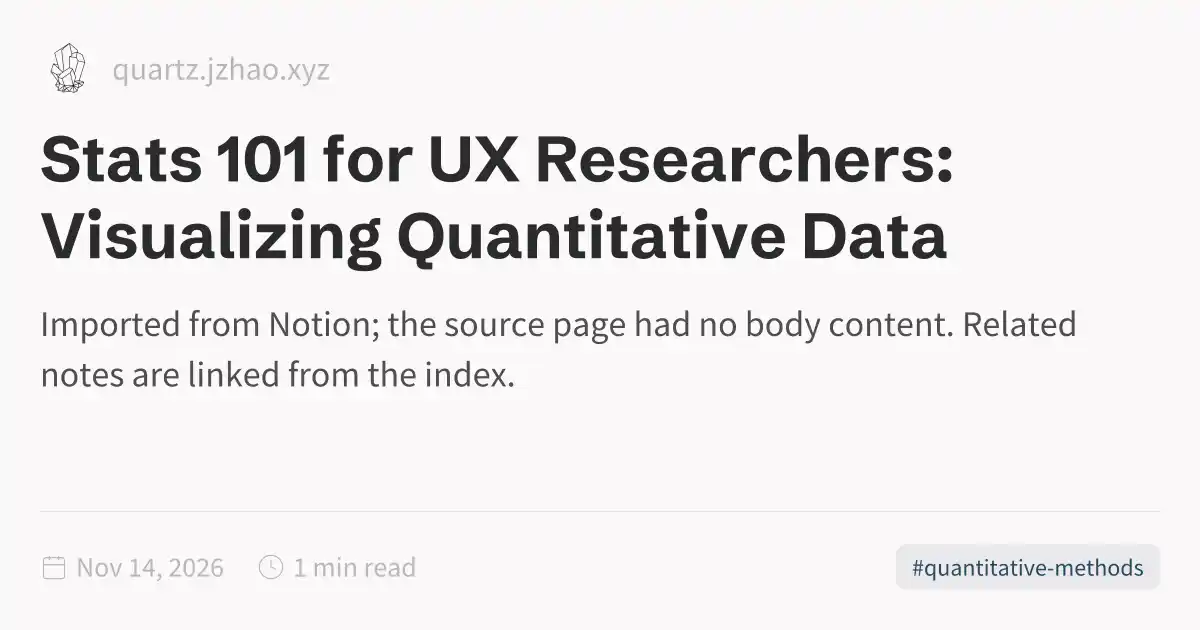 quartz.jzhao.xyz
Stats 101 for UX Researchers:
Visualizing Quantitative Data
Imported from Notion; the source page had no body content. Related
notes are linked from the index.
Nov 14, 2026
1 min read
#quantitative-methods